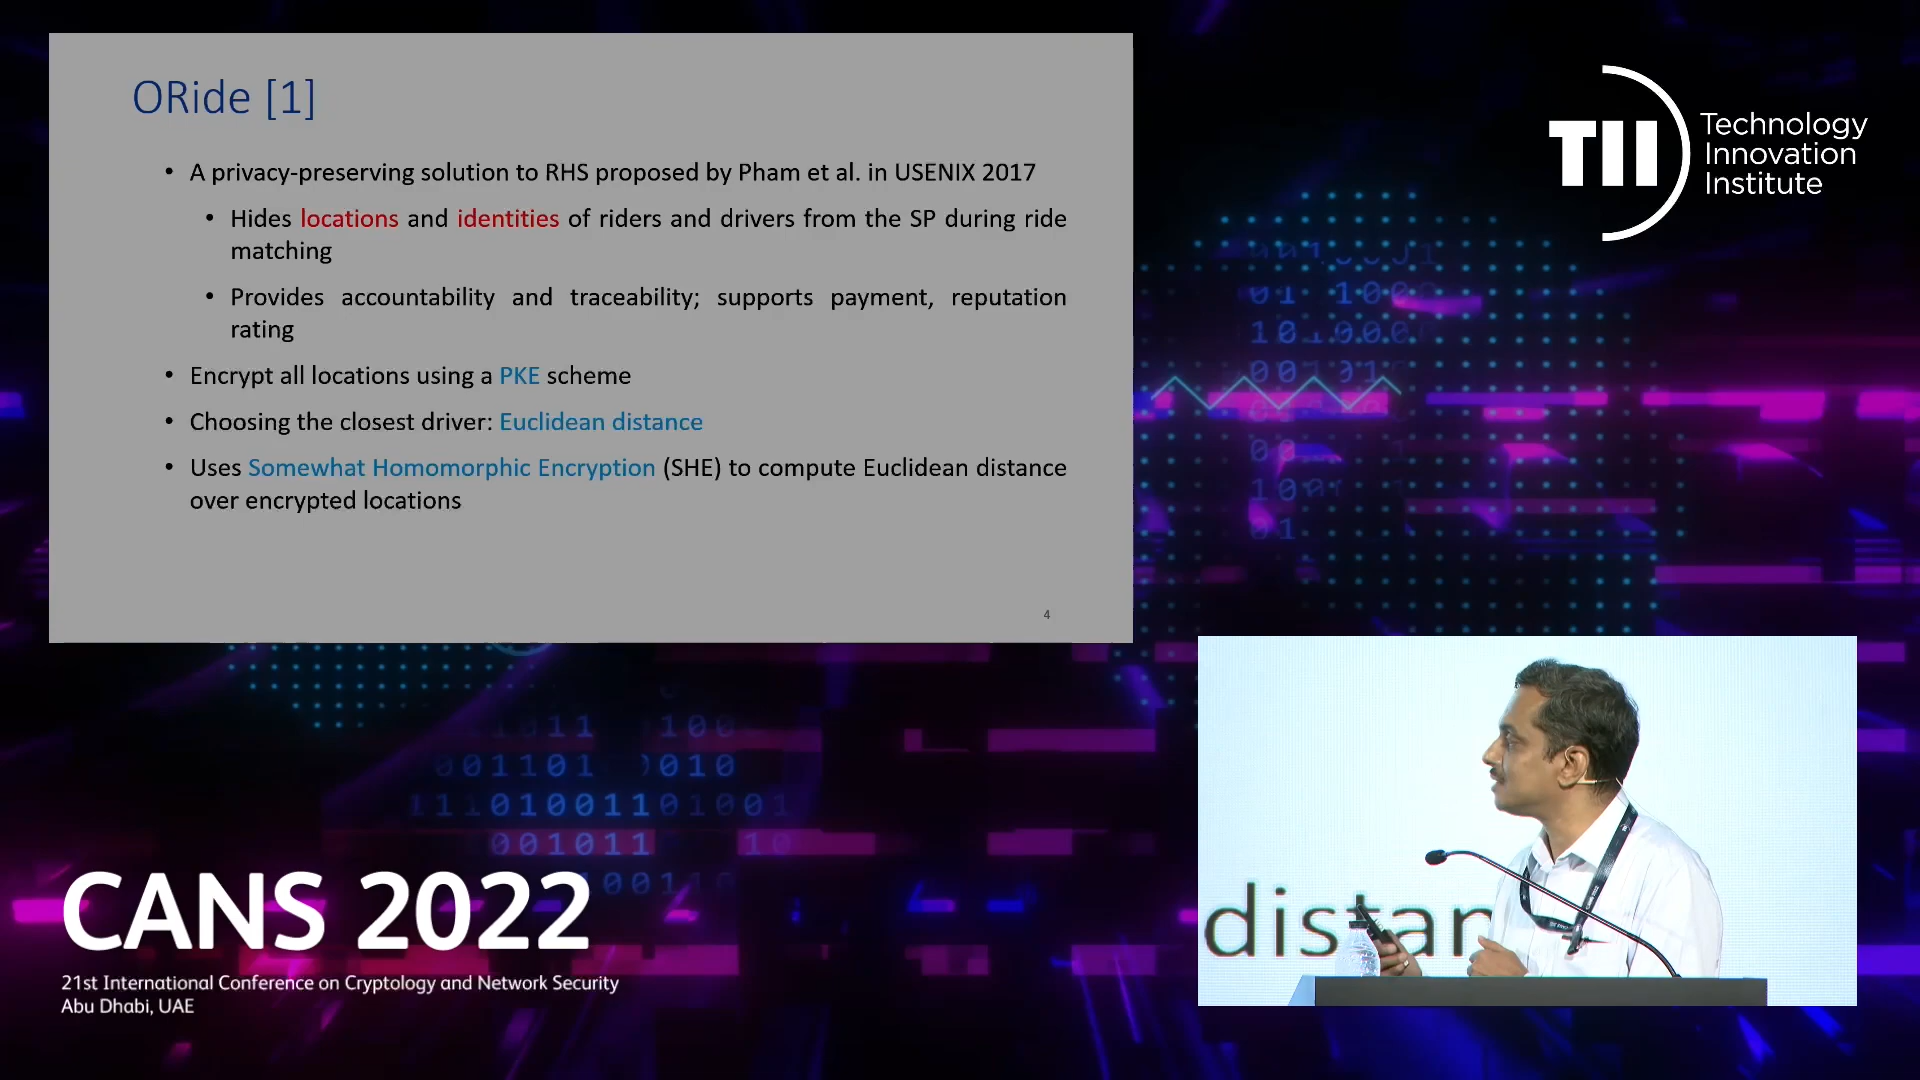 ORide [1]
• A privacy-preserving solution to RHS proposed by Pham et al. in USENIX 2017
• Hides locations and identities of riders and drivers from the SP during ride
matching
• Provides accountability and traceability; supports payment, reputation
rating
• Encrypt all locations using a PKE scheme
• Choosing the closest driver: Euclidean distance
• Uses Somewhat Homomorphic Encryption (SHE) to compute Euclidean distance
over encrypted locations
4
TII
Technology
Innovation
Institute
CANS 2022
21st International Conference on Cryptology and Network Security
Abu Dhabi, UAE
distan